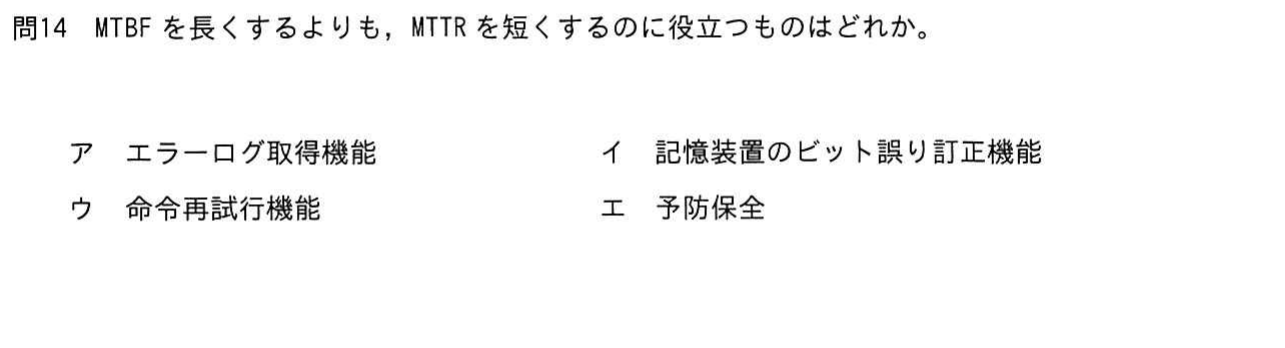 問14　MTBF を長くするよりも，MTTR を短くするのに役立つものはどれか。
ア　エラーログ取得機能　イ　記憶装置のビット誤り訂正機能
ウ　命令再試行機能　エ　予防保全